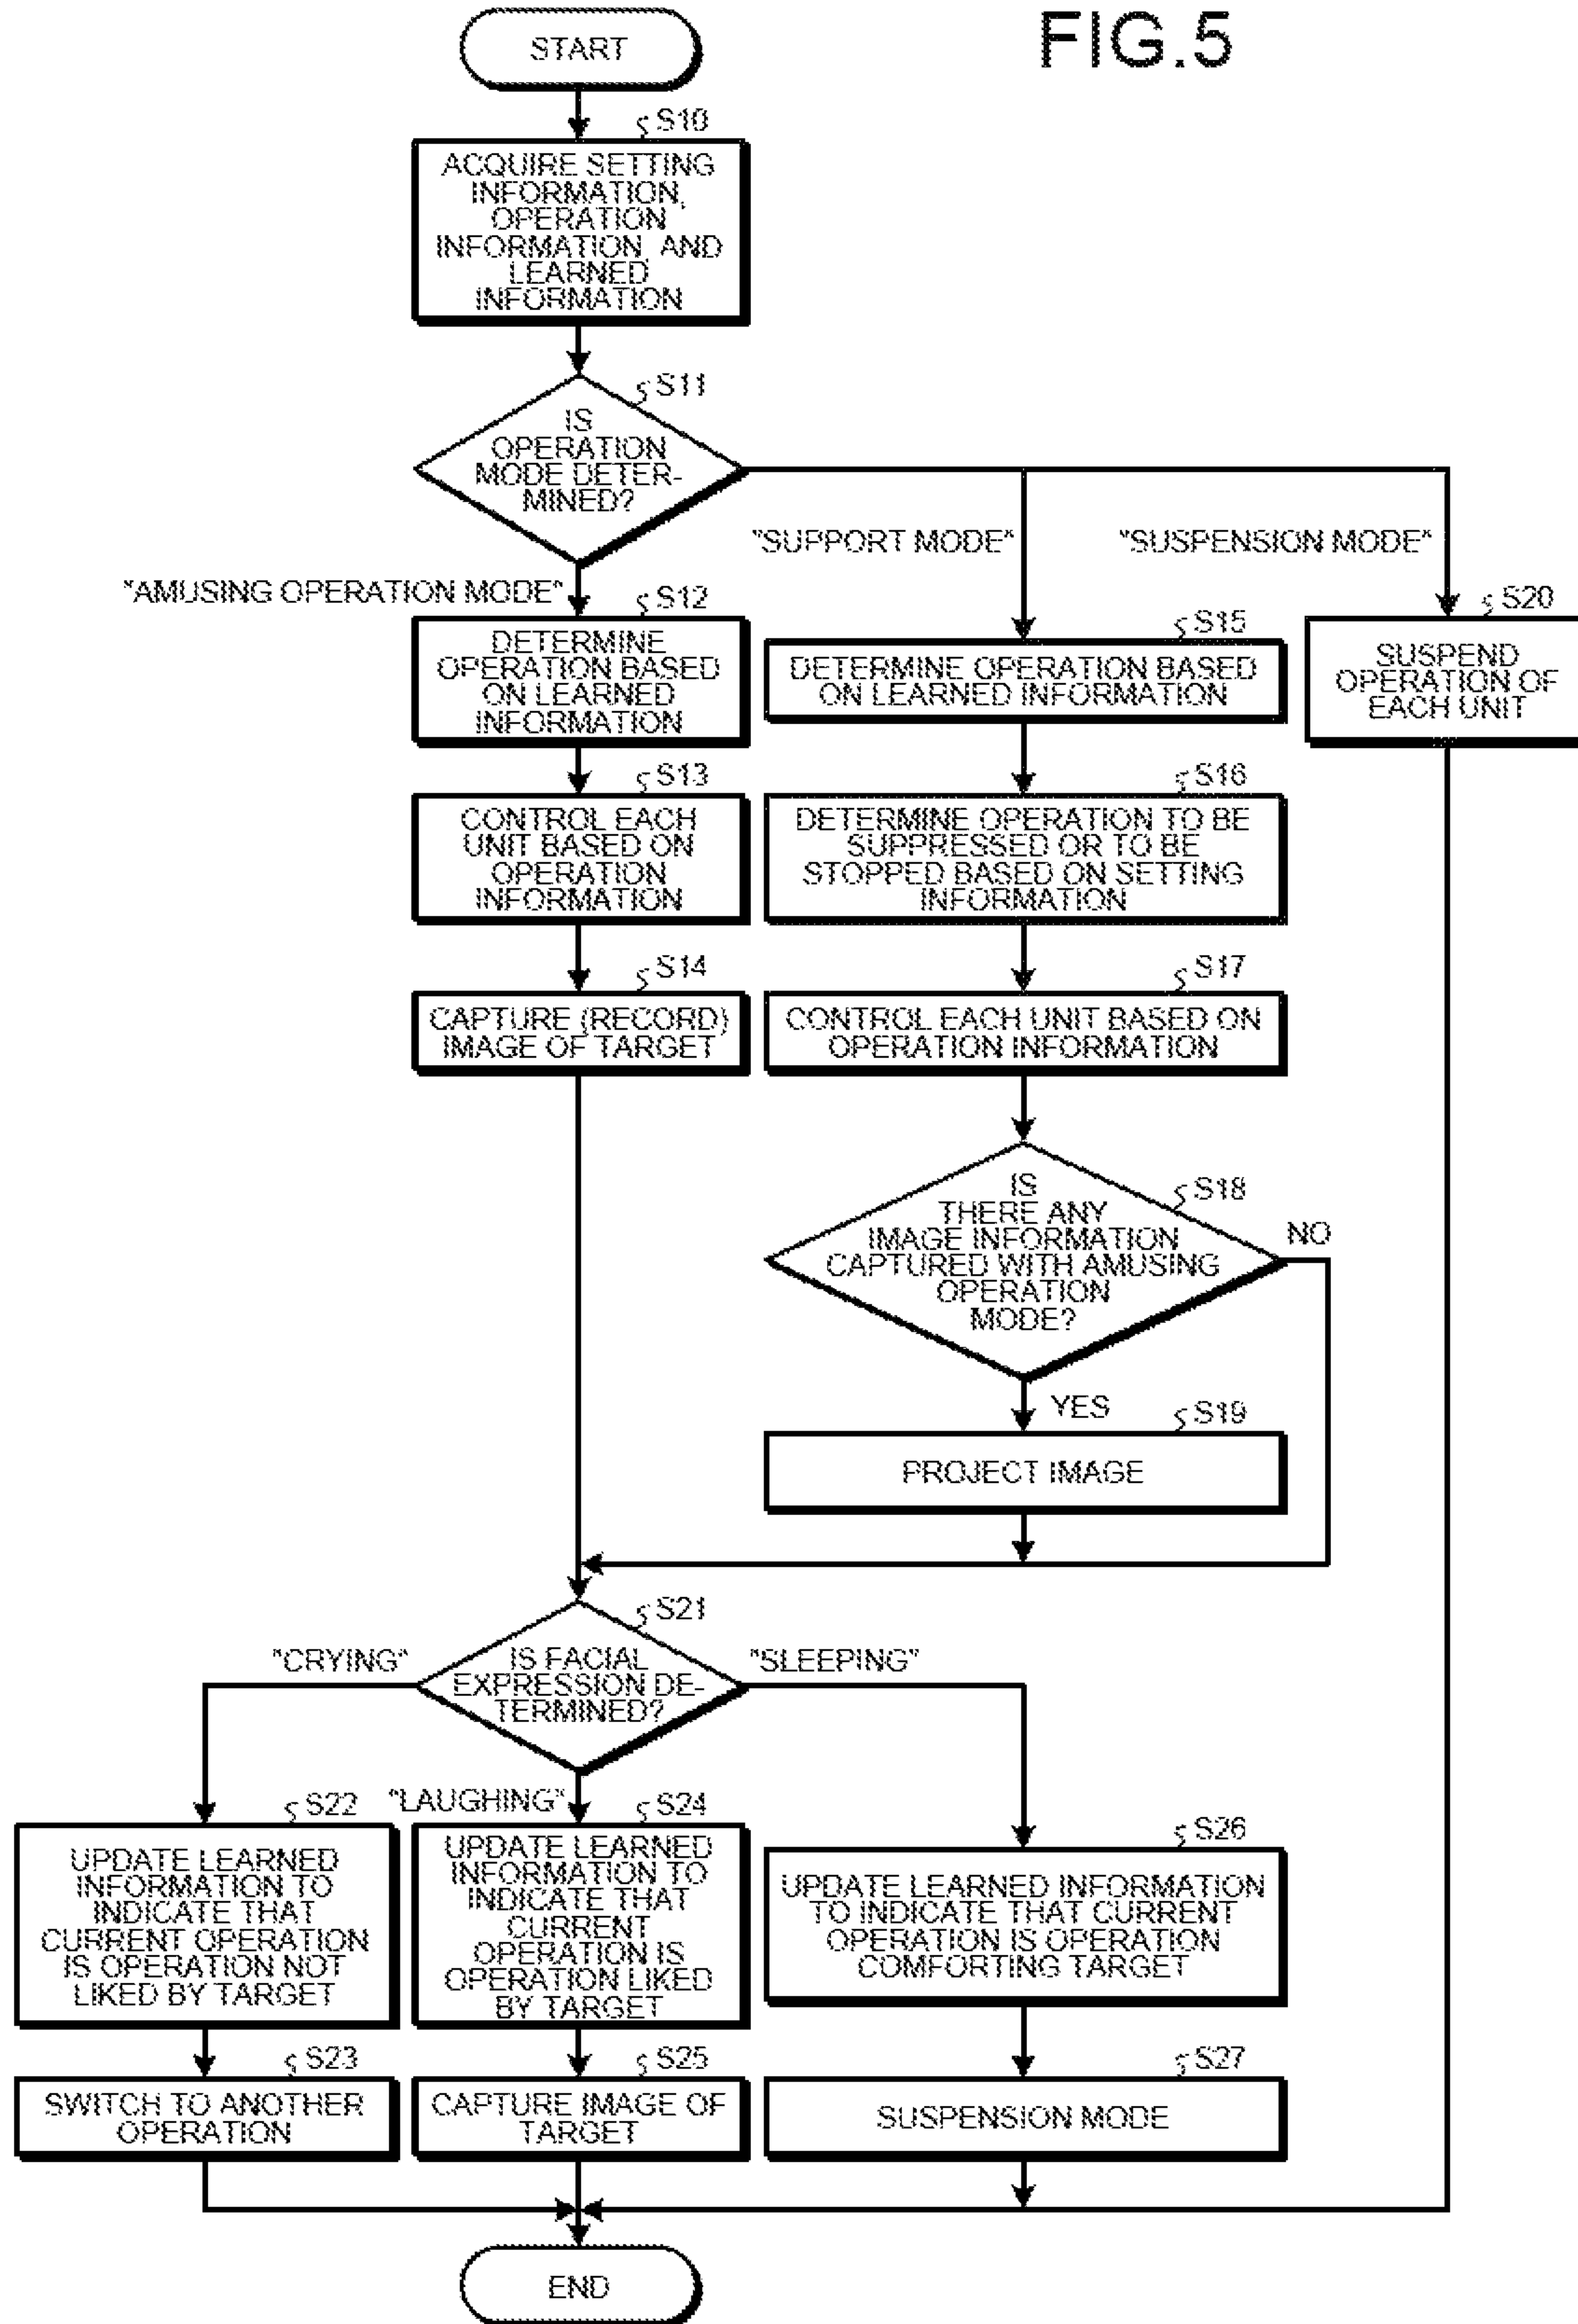 FIG.5
START
S10
ACQUIRE SETTING
INFORMATION,
OPERATION
INFORMATION, AND
LEARNED
INFORMATION
S11
IS
OPERATION
MODE DETER-
MINED?
"SUPPORT MODE"
"SUSPENSION MODE"
"AMUSING OPERATION MODE"
S12
DETERMINE
OPERATION BASED
ON LEARNED
INFORMATION
S15
DETERMINE OPERATION BASED
ON LEARNED INFORMATION
S20
SUSPEND
OPERATION OF
EACH UNIT
S13
CONTROL EACH
UNIT BASED ON
OPERATION
INFORMATION
S16
DETERMINE OPERATION TO BE
SUPPRESSED OR TO BE
STOPPED BASED ON SETTING
INFORMATION
S14
CAPTURE (RECORD)
IMAGE OF TARGET
S17
CONTROL EACH UNIT BASED ON
OPERATION INFORMATION
S18
IS
THERE ANY
IMAGE INFORMATION
CAPTURED WITH AMUSING
OPERATION
MODE?
NO
YES
S19
PROJECT IMAGE
S21
IS FACIAL
EXPRESSION DE-
TERMINED?
"CRYING"
"SLEEPING"
"LAUGHING"
S22
UPDATE LEARNED
INFORMATION TO
INDICATE THAT
CURRENT OPERATION
IS OPERATION NOT
LIKED BY TARGET
S24
UPDATE LEARNED
INFORMATION TO
INDICATE THAT
CURRENT
OPERATION IS
OPERATION LIKED
BY TARGET
S26
UPDATE LEARNED INFORMATION
TO INDICATE THAT CURRENT
OPERATION IS OPERATION
COMFORTING TARGET
S23
SWITCH TO ANOTHER
OPERATION
S25
CAPTURE IMAGE OF
TARGET
S27
SUSPENSION MODE
END